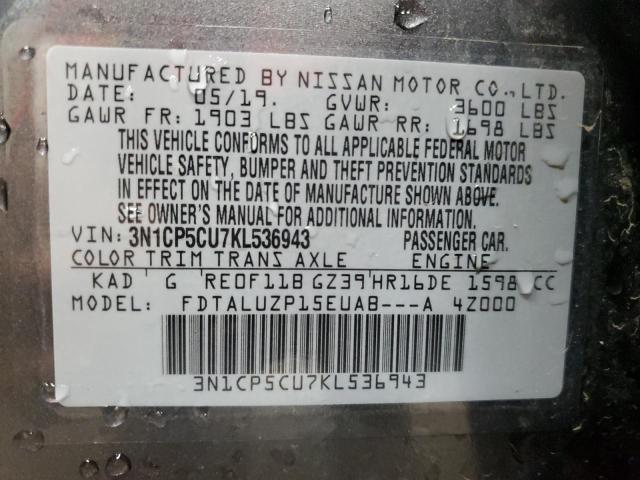 MANUFACTURED BY NISSAN MOTOR CO., LTD.
DATE: 05/19. GVWR: 3600 LBS
GAWR FR: 1903 LBS GAWR RR: 1698 LBS
THIS VEHICLE CONFORMS TO ALL APPLICABLE FEDERAL MOTOR
VEHICLE SAFETY, BUMPER AND THEFT PREVENTION STANDARDS
IN EFFECT ON THE DATE OF MANUFACTURE SHOWN ABOVE.
SEE OWNER'S MANUAL FOR ADDITIONAL INFORMATION.
VIN: 3N1CP5CU7KL536943 PASSENGER CAR.
COLOR TRIM TRANS AXLE ENGINE
KAD G RE0F11B GZ39 HR16DE 1598 CC
MODEL: FDTALUZP15EUAB---A 4Z000
3N1CP5CU7KL536943